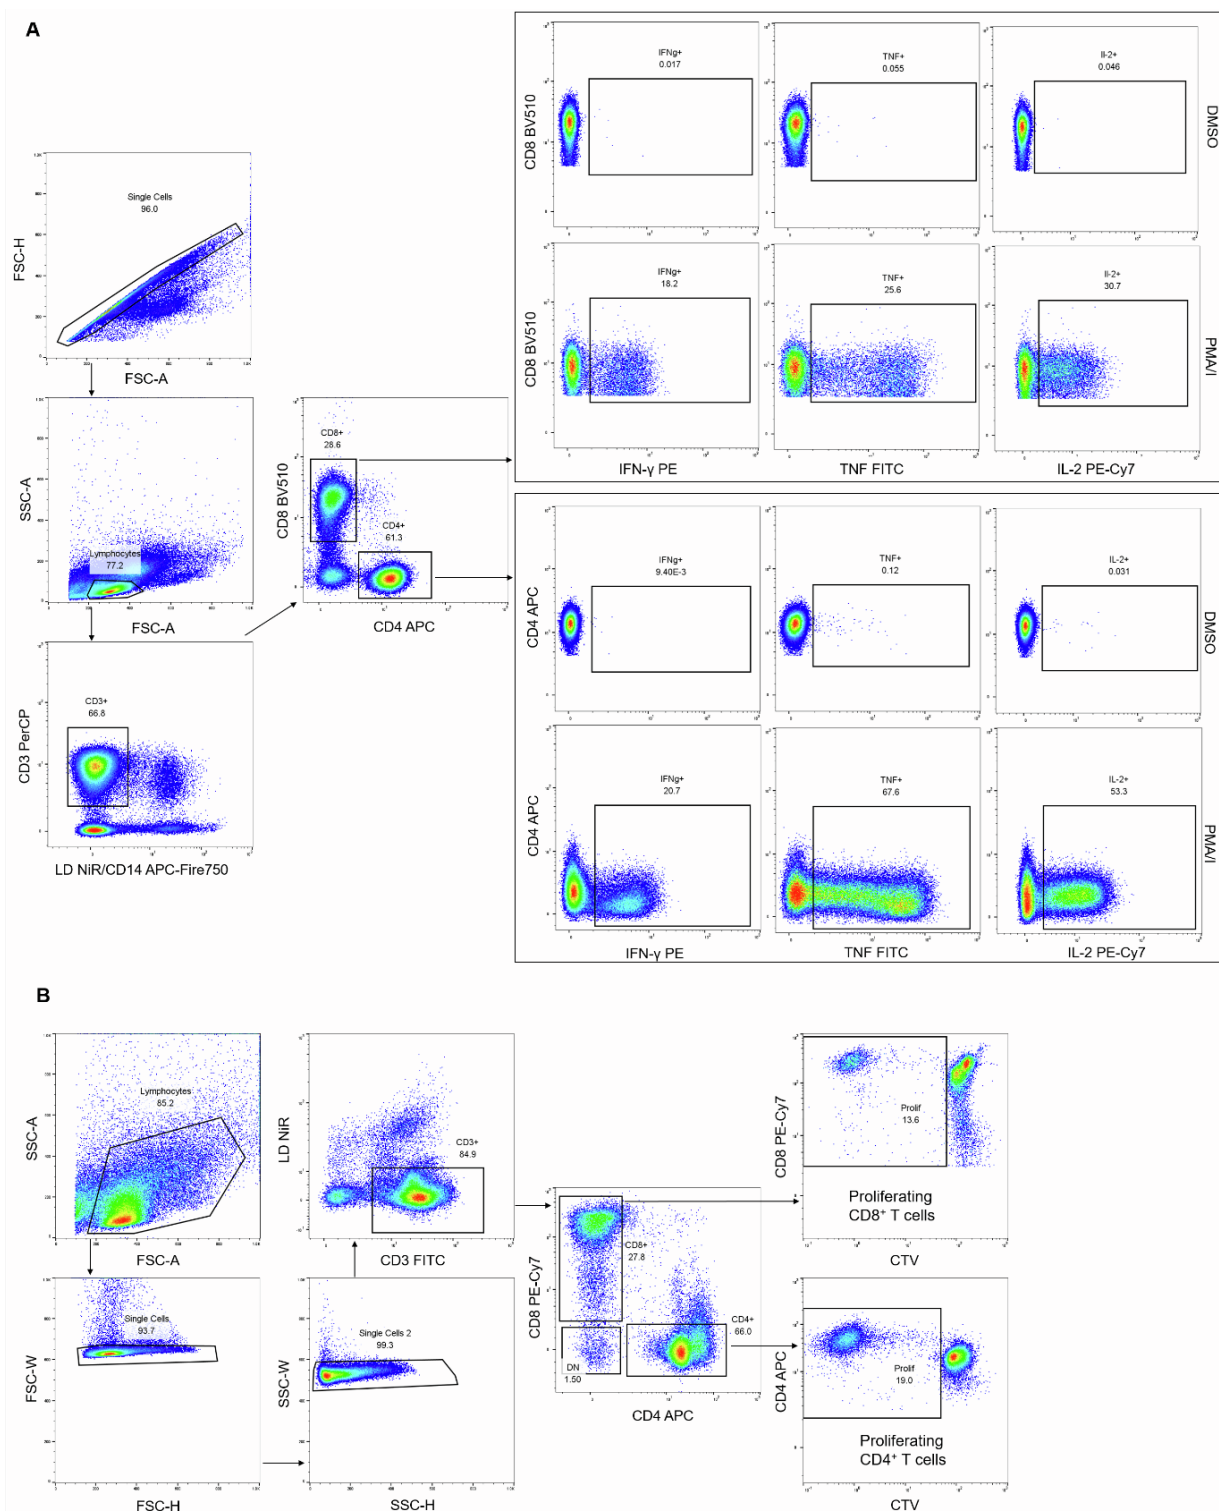 A
Single Cells
96.0
FSC-H
FSC-A
SSC-A
Lymphocytes
77.2
FSC-A
CD3 PerCP
CD3+
66.8
LD NiR/CD14 APC-Fire750
CD8 BV510
CD8+
28.6
CD4+
61.3
CD4 APC
CD8 BV510
IFNg+
0.017
TNF+
0.055
Il-2+
0.046
DMSO
CD8 BV510
IFNg+
18.2
TNF+
25.6
Il-2+
30.7
PMA/I
IFN-γ PE
TNF FITC
IL-2 PE-Cy7
CD4 APC
IFNg+
9.40E-3
TNF+
0.12
IL-2+
0.031
DMSO
CD4 APC
IFNg+
20.7
TNF+
67.6
IL-2+
53.3
PMA/I
IFN-γ PE
TNF FITC
IL-2 PE-Cy7
B
SSC-A
Lymphocytes
85.2
FSC-A
FSC-W
Single Cells
93.7
FSC-H
SSC-W
Single Cells 2
99.3
SSC-H
LD NiR
CD3+
84.9
CD3 FITC
CD8 PE-Cy7
CD8+
27.8
CD4+
66.0
DN
1.50
CD4 APC
CD8 PE-Cy7
Prolif
13.6
Proliferating
CD8⁺ T cells
CTV
CD4 APC
Prolif
19.0
Proliferating
CD4⁺ T cells
CTV